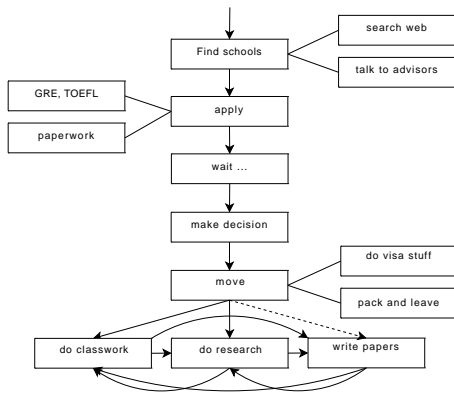 search web
Find schools
talk to advisors
GRE, TOEFL
apply
paperwork
wait ...
make decision
do visa stuff
move
pack and leave
do classwork
do research
write papers